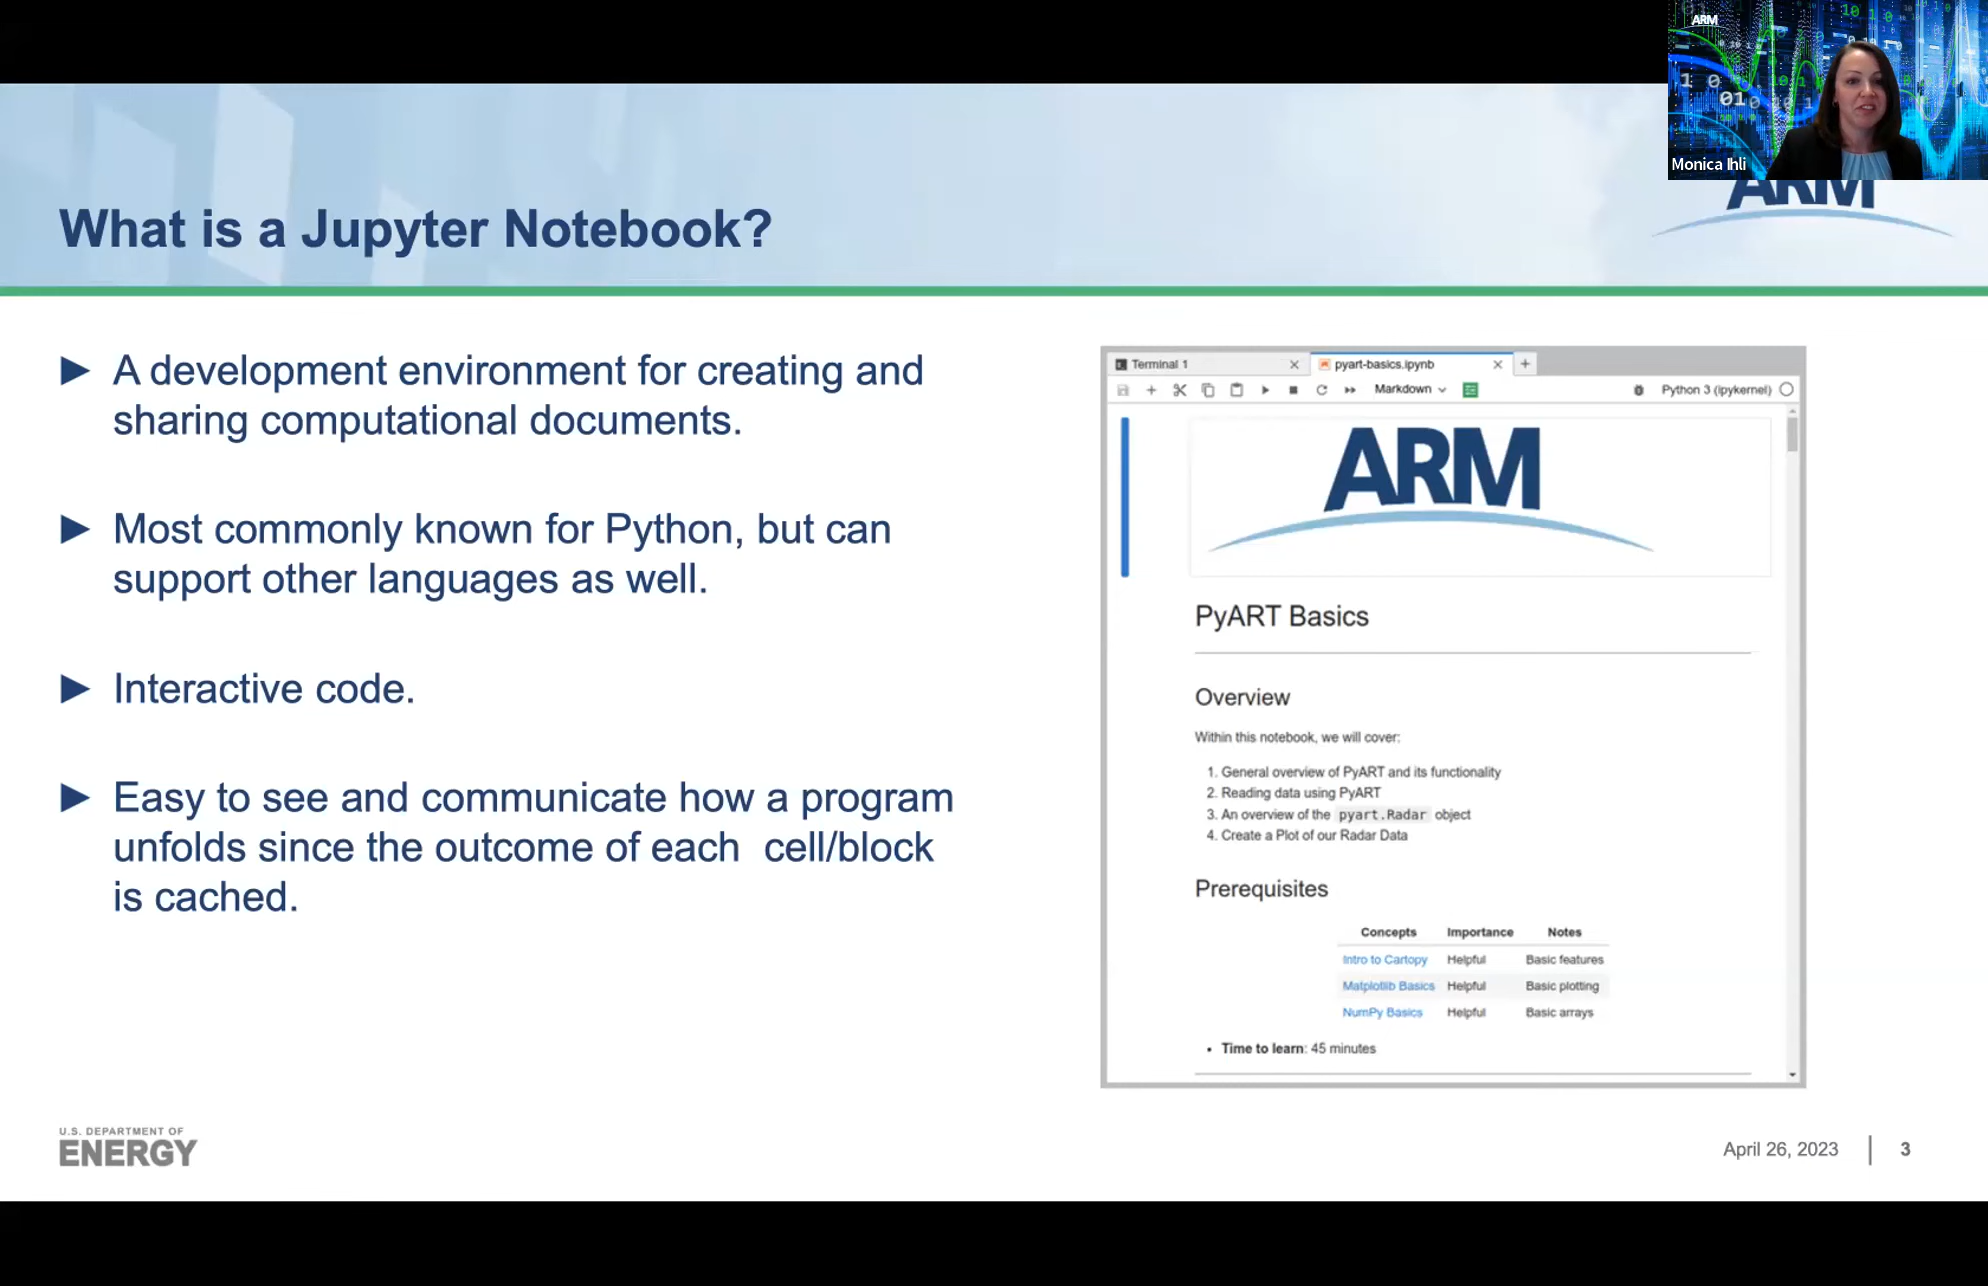 ARM
Monica Ihli
ARM
What is a Jupyter Notebook?
► A development environment for creating and
sharing computational documents.
► Most commonly known for Python, but can
support other languages as well.
► Interactive code.
► Easy to see and communicate how a program
unfolds since the outcome of each  cell/block
is cached.
Terminal 1
pyart-basics.ipynb
Markdown
Python 3 (ipykernel)
ARM
PyART Basics
Overview
Within this notebook, we will cover:
1. General overview of PyART and its functionality
2. Reading data using PyART
3. An overview of the pyart.Radar object
4. Create a Plot of our Radar Data
Prerequisites
Concepts Importance Notes
Intro to Cartopy Helpful Basic features
Matplotlib Basics Helpful Basic plotting
NumPy Basics Helpful Basic arrays
• Time to learn: 45 minutes
U.S. DEPARTMENT OF
ENERGY
April 26, 2023 | 3